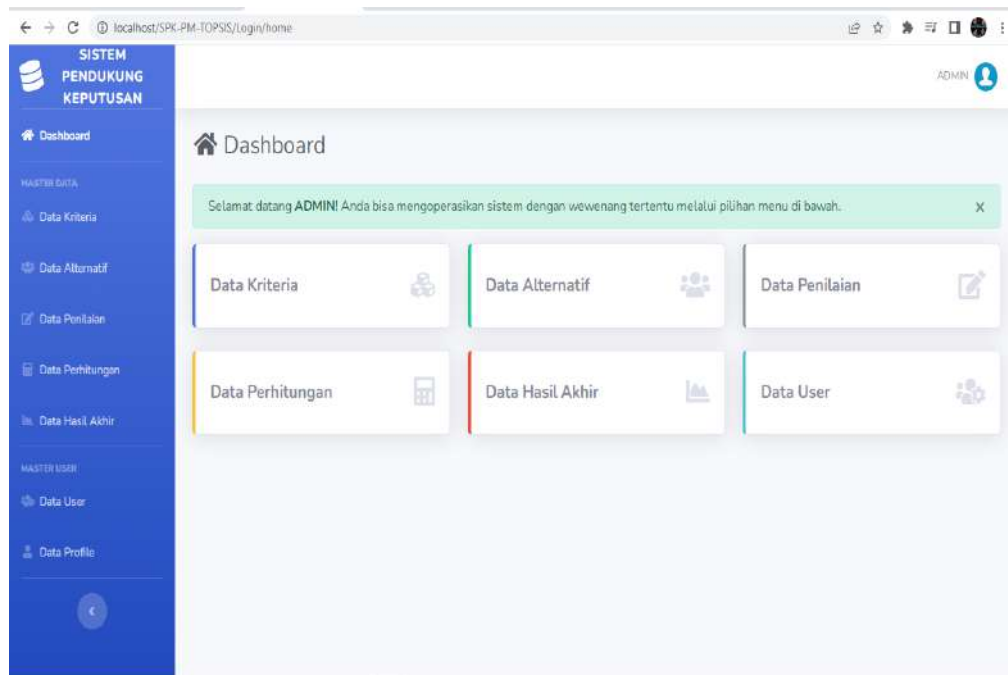 localhost/SPK-PM-TOPSIS/Login/home
SISTEM
PENDUKUNG
KEPUTUSAN
ADMIN
Dashboard
MASTER DATA
Data Kriteria
Data Alternatif
Data Penilaian
Data Perhitungan
Data Hasil Akhir
MASTER USER
Data User
Data Profile
Dashboard
Selamat datang ADMIN! Anda bisa mengoperasikan sistem dengan wewenang tertentu melalui pilihan menu di bawah.
X
Data Kriteria
Data Alternatif
Data Penilaian
Data Perhitungan
Data Hasil Akhir
Data User